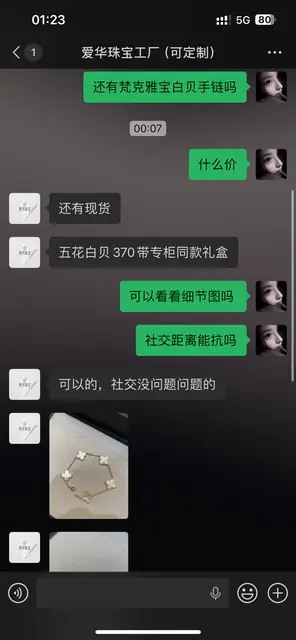 01:23
5G
80
1
爱华珠宝工厂（可定制）
还有梵克雅宝白贝手链吗
00:07
什么价
还有现货
五花白贝370带专柜同款礼盒
可以看看细节图吗
社交距离能抗吗
可以的，社交没问题问题的